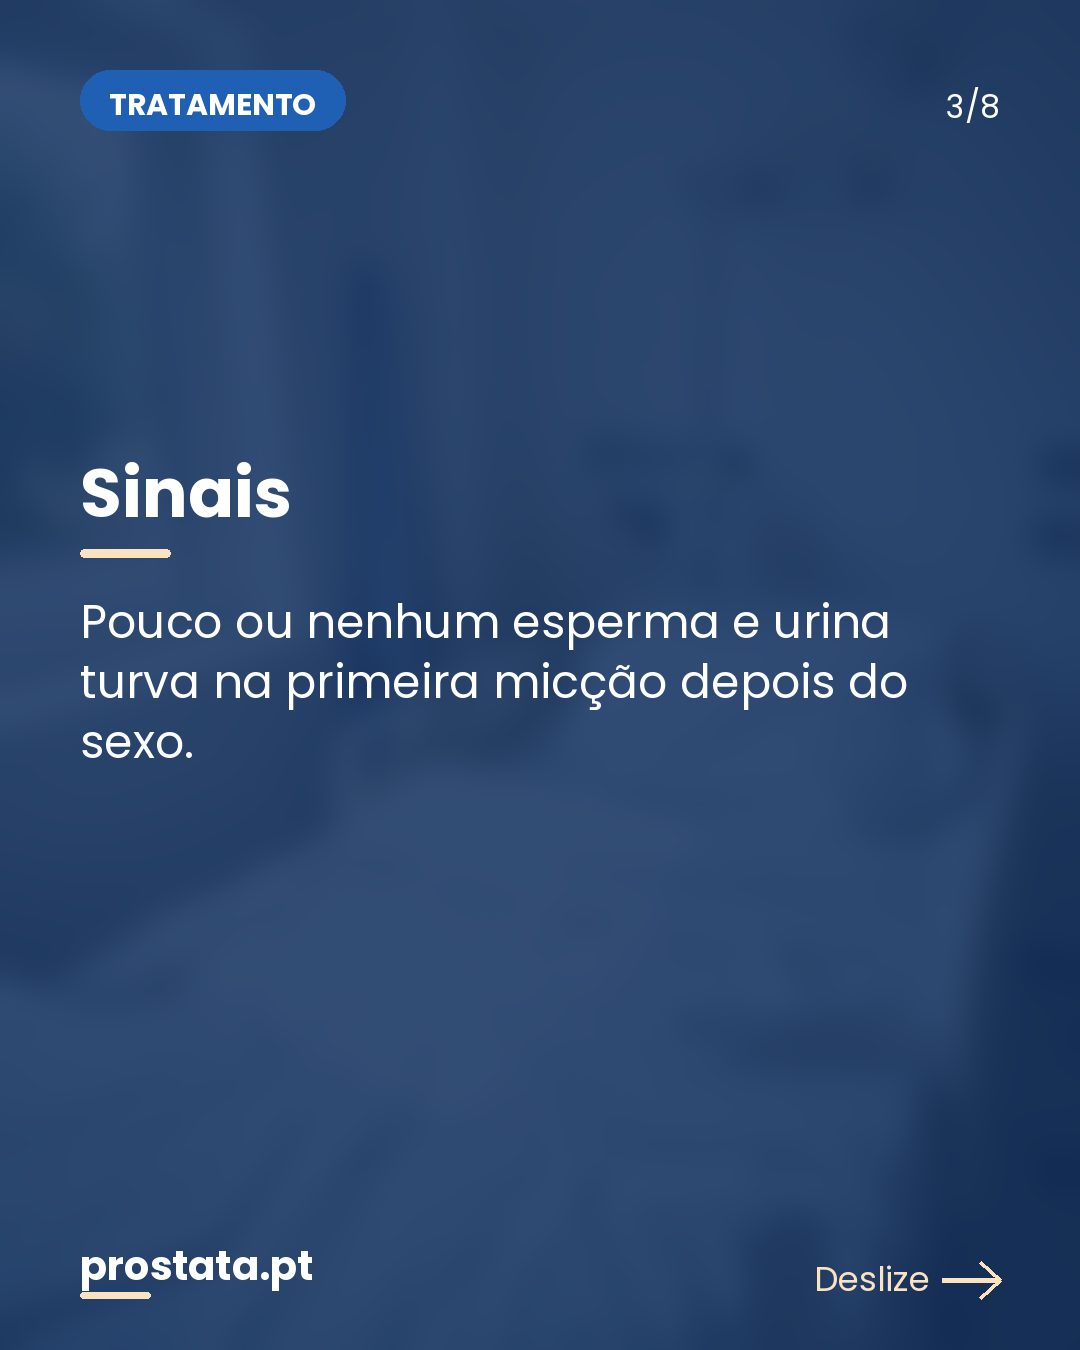 TRATAMENTO
3/8
Sinais
Pouco ou nenhum esperma e urina
turva na primeira micção depois do
sexo.
prostata.pt
Deslize